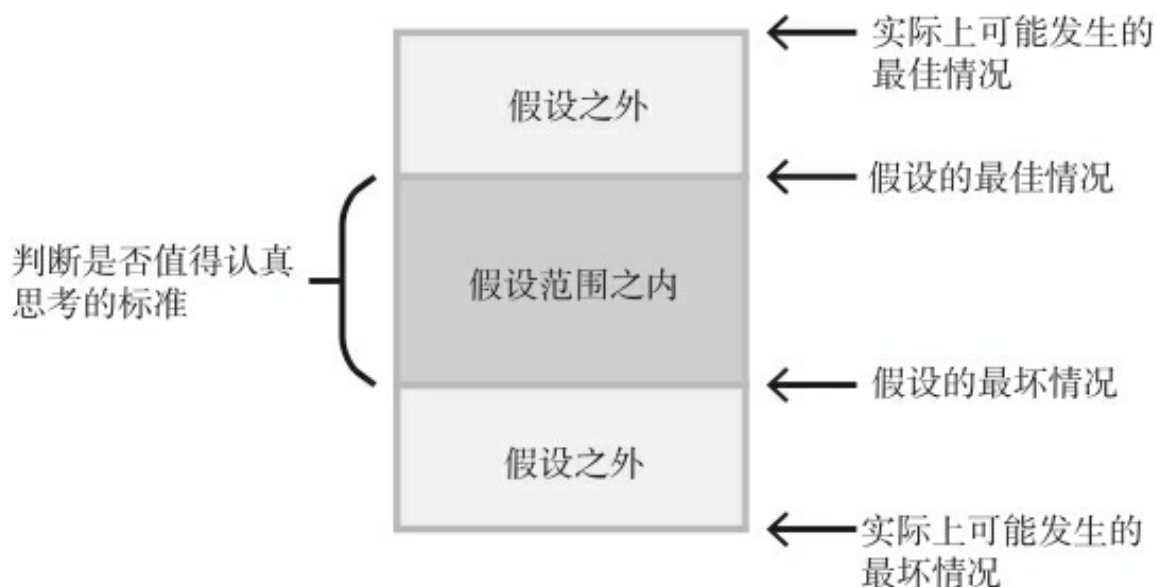 实际上可能发生的
最佳情况
假设之外
假设的最佳情况
判断是否值得认真
思考的标准
假设范围之内
假设的最坏情况
假设之外
实际上可能发生的
最坏情况